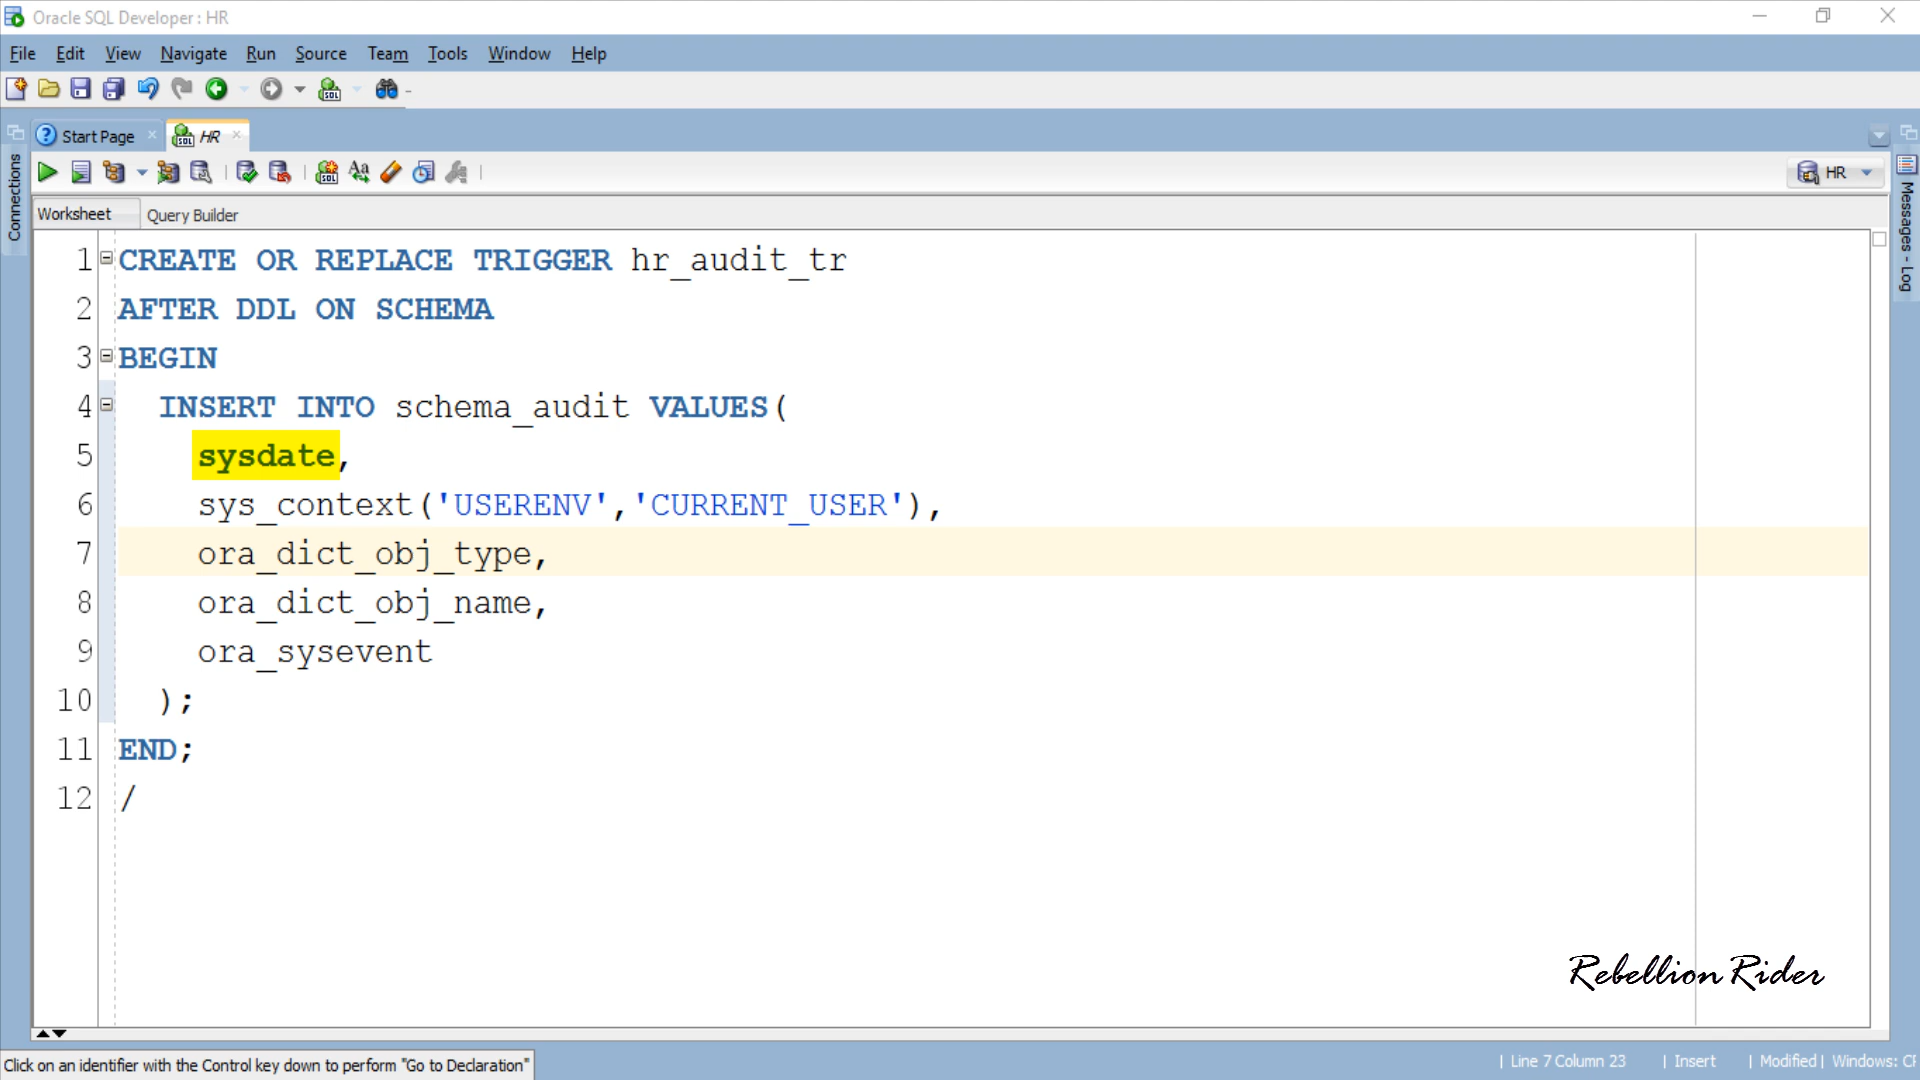 Oracle SQL Developer : HR
File Edit View Navigate Run Source Team Tools Window Help
Start Page HR
HR
Worksheet Query Builder
Connections
Messages - Log
1 CREATE OR REPLACE TRIGGER hr_audit_tr
2 AFTER DDL ON SCHEMA
3 BEGIN
4 INSERT INTO schema_audit VALUES(
5 sysdate,
6 sys_context('USERENV','CURRENT_USER'),
7 ora_dict_obj_type,
8 ora_dict_obj_name,
9 ora_sysevent
10 );
11 END;
12 /
Rebellion Rider
Click on an identifier with the Control key down to perform "Go to Declaration"
| Line 7 Column 23 | Insert | Modified | Windows: